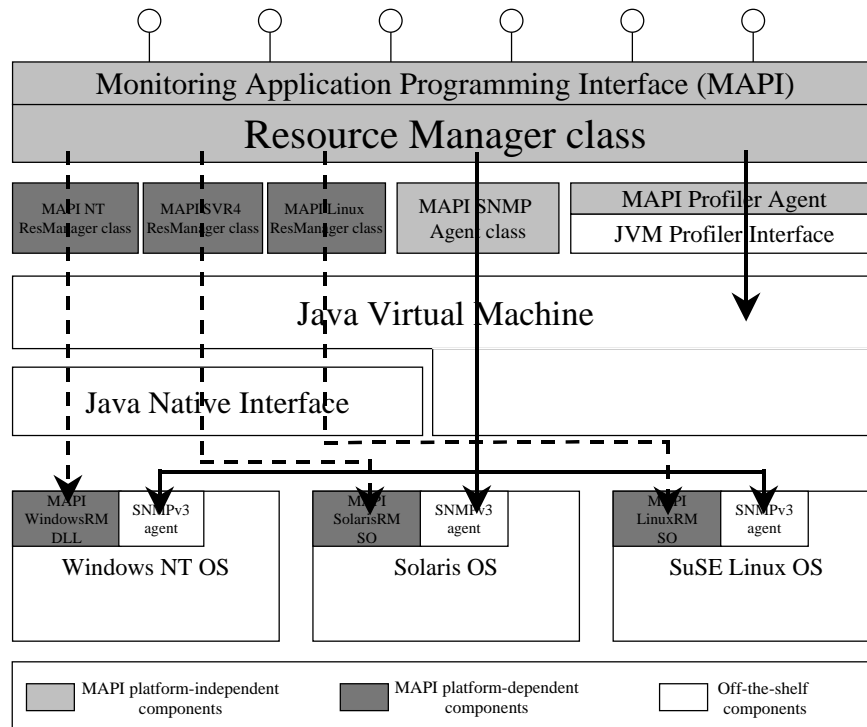 Monitoring Application Programming Interface (MAPI)
Resource Manager class
MAPI NT
ResManager class
MAPI SVR4
ResManager class
MAPI Linux
ResManager class
MAPI SNMP
Agent class
MAPI Profiler Agent
JVM Profiler Interface
Java Virtual Machine
Java Native Interface
MAPI
WindowsRM
DLL
SNMPv3
agent
Windows NT OS
MAPI
SolarisRM
SO
SNMPv3
agent
Solaris OS
MAPI
LinuxRM
SO
SNMPv3
agent
SuSE Linux OS
MAPI platform-independent
components
MAPI platform-dependent
components
Off-the-shelf
components